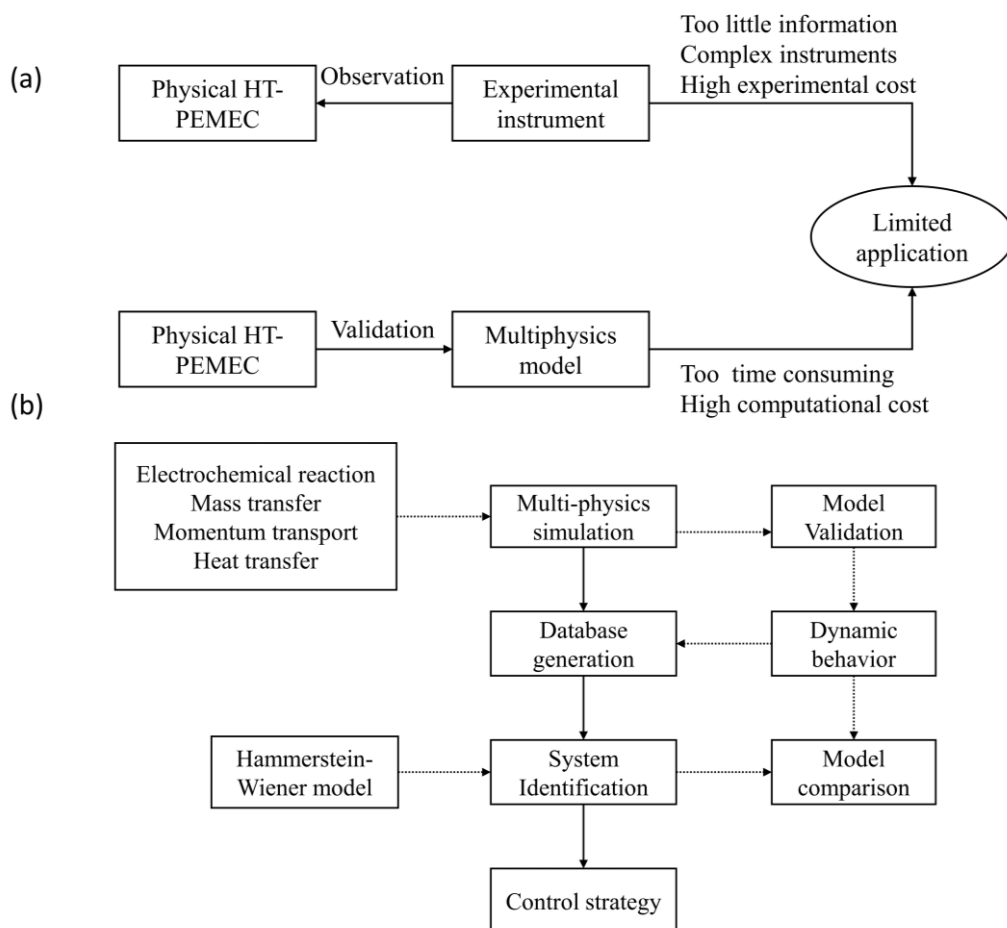 (a)
Physical HT-
PEMEC
Observation
Experimental
instrument
Too little information
Complex instruments
High experimental cost
Limited
application
Physical HT-
PEMEC
Validation
Multiphysics
model
Too time consuming
High computational cost
(b)
Electrochemical reaction
Mass transfer
Momentum transport
Heat transfer
Multi-physics
simulation
Model
Validation
Database
generation
Dynamic
behavior
Hammerstein-
Wiener model
System
Identification
Model
comparison
Control strategy